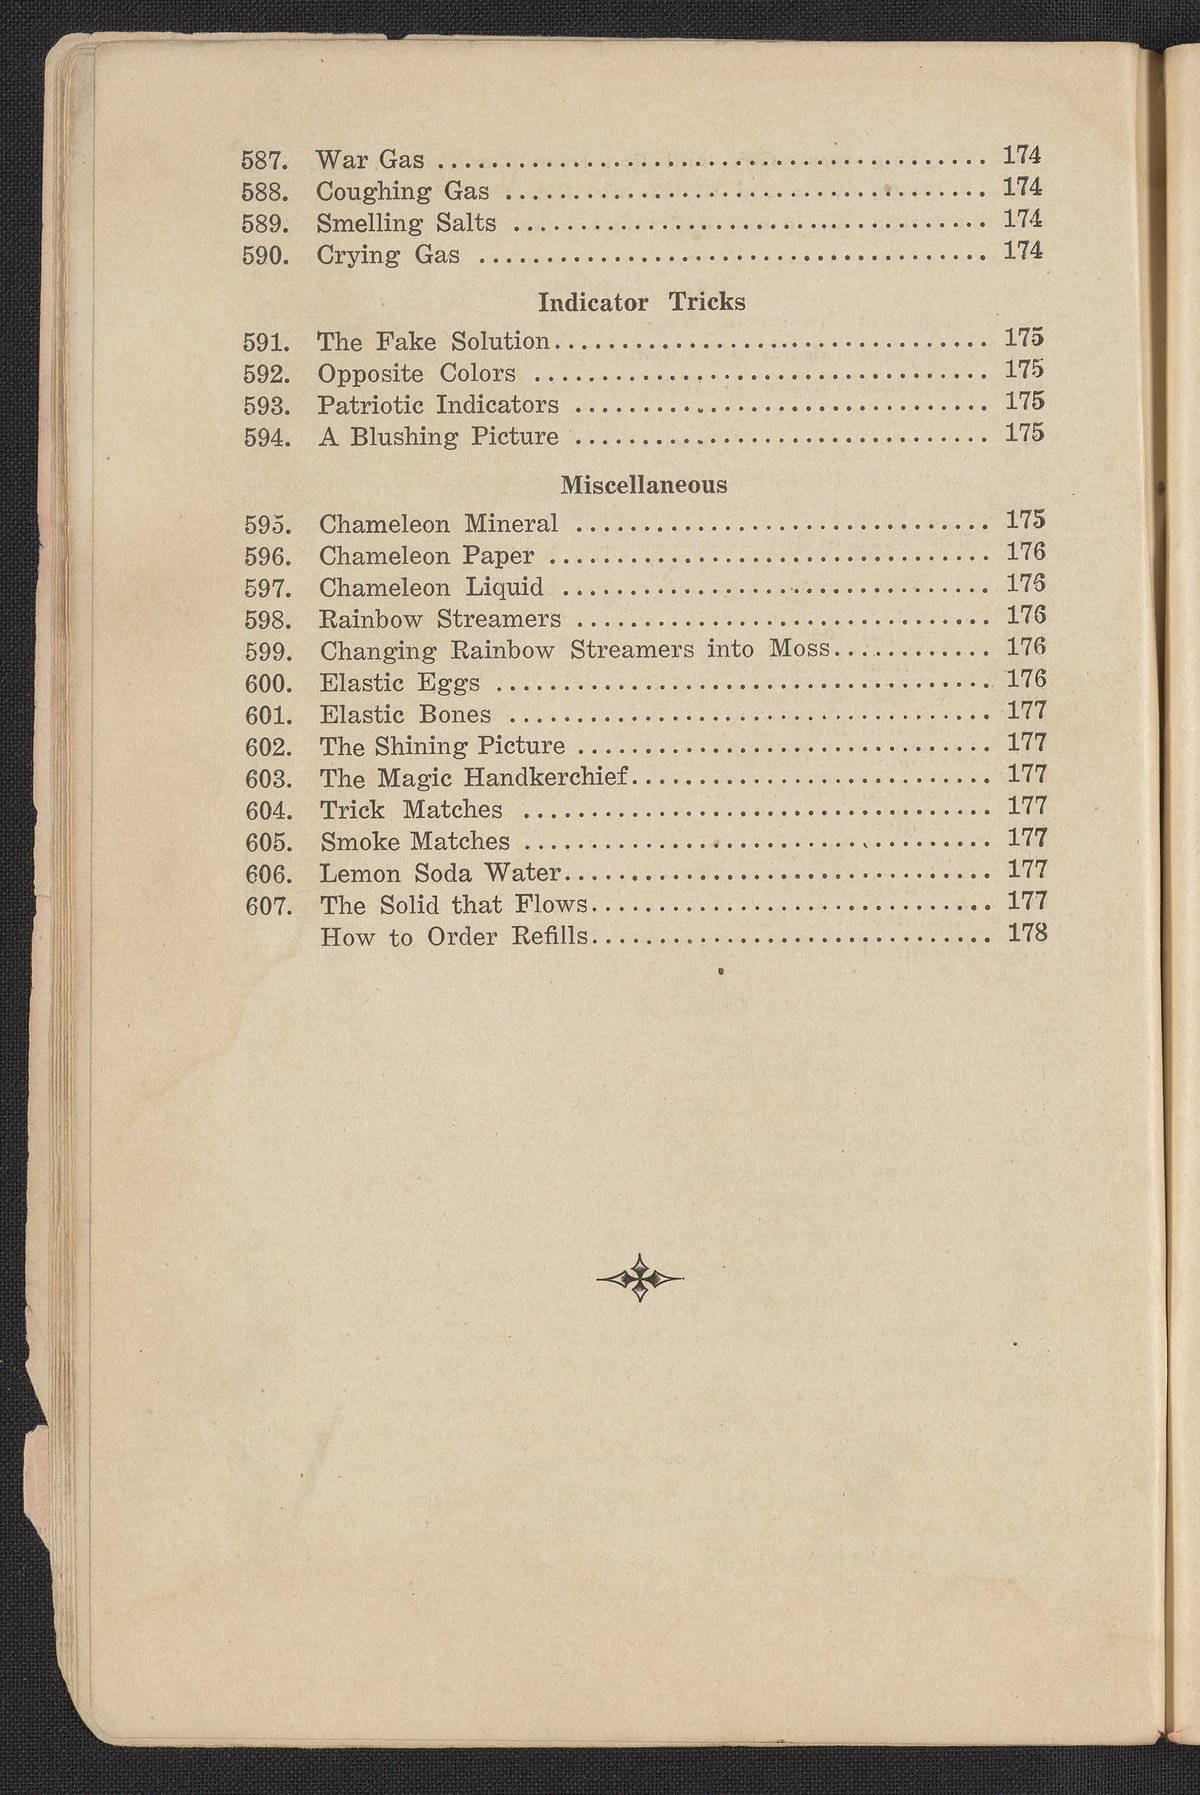 587. War Gas ........................................ 174
588. Coughing Gas .................................... 174
589. Smelling Salts ................................... 174
590. Crying Gas ...................................... 174
Indicator Tricks
591. The Fake Solution................................ 175
592. Opposite Colors .................................. 175
593. Patriotic Indicators ............................... 175
594. A Blushing Picture ............................... 175
Miscellaneous
595. Chameleon Mineral ............................... 175
596. Chameleon Paper ................................. 176
597. Chameleon Liquid ................................ 176
598. Rainbow Streamers ............................... 176
599. Changing Rainbow Streamers into Moss............ 176
600. Elastic Eggs ..................................... 176
601. Elastic Bones .................................... 177
602. The Shining Picture ............................... 177
603. The Magic Handkerchief........................... 177
604. Trick Matches ................................... 177
605. Smoke Matches ................................... 177
606. Lemon Soda Water................................ 177
607. The Solid that Flows.............................. 177
How to Order Refills.............................. 178